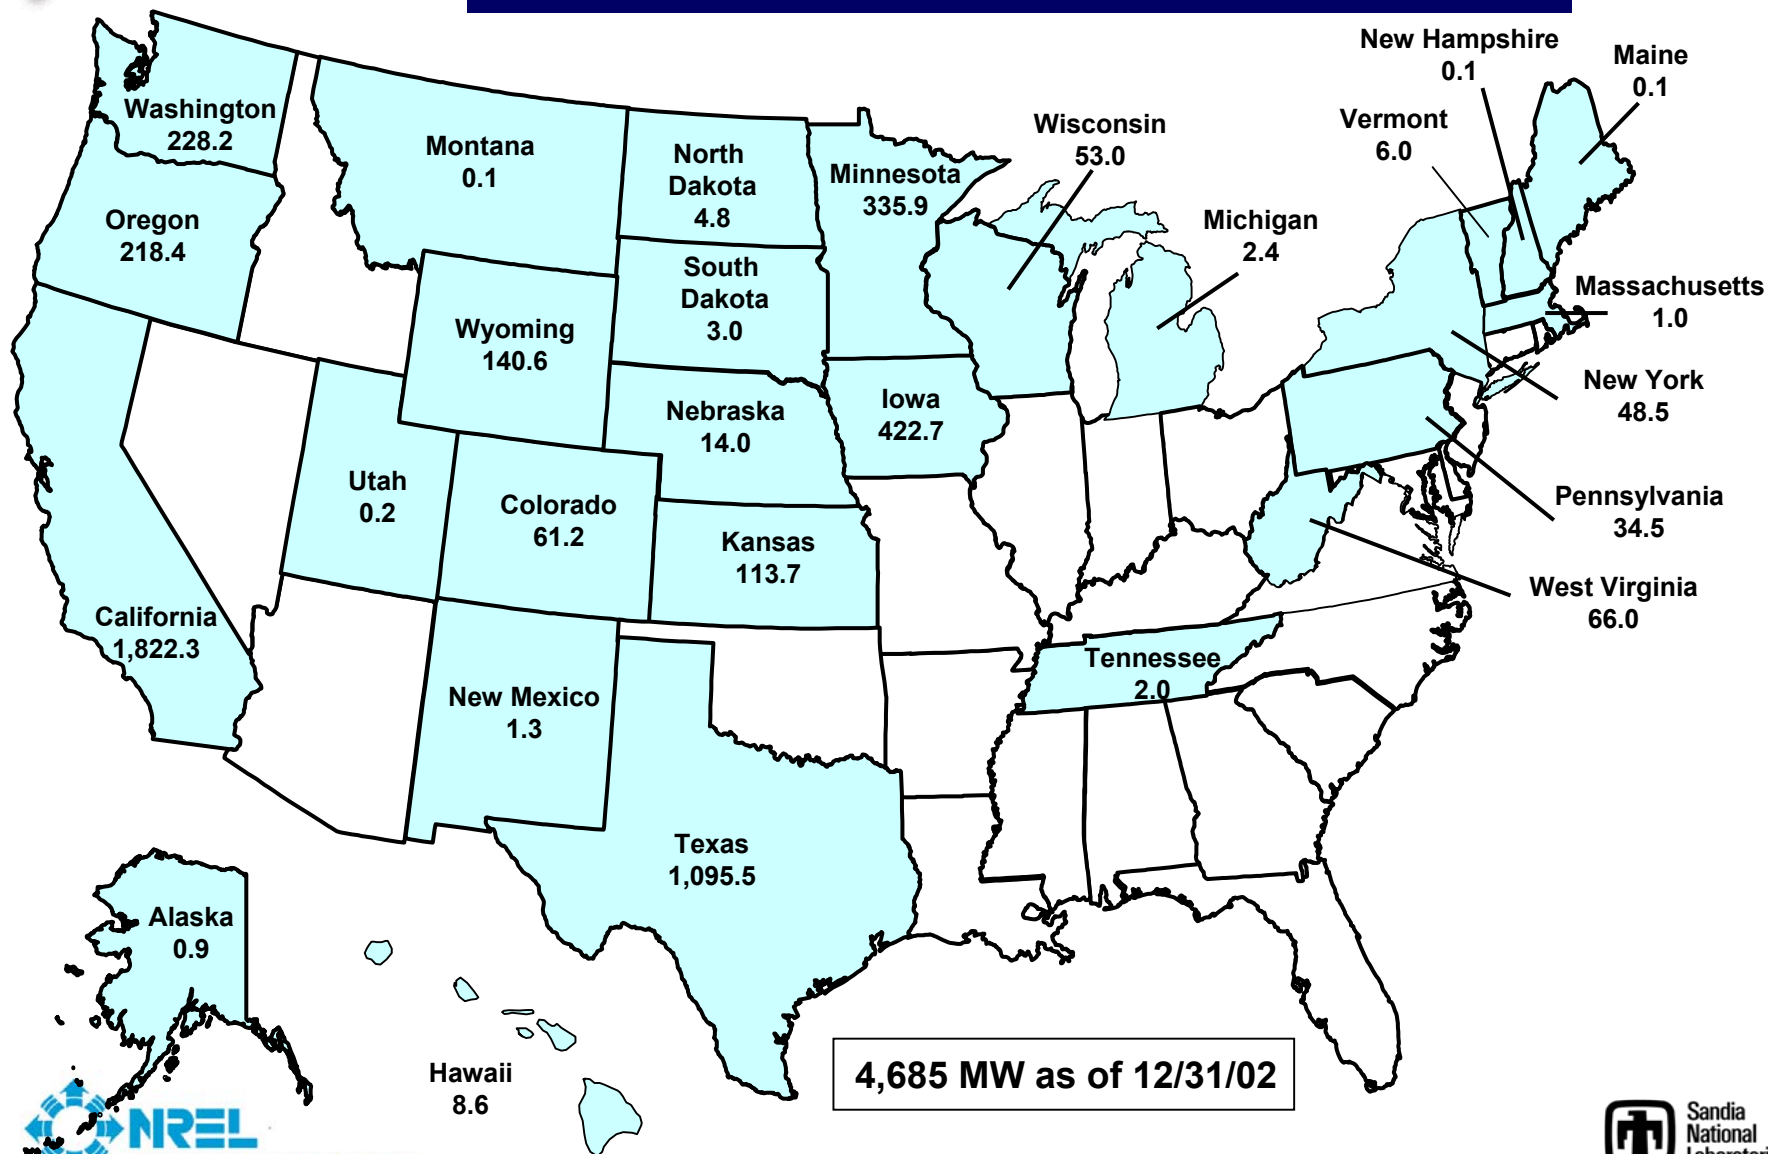 New Hampshire
0.1
Maine
0.1
Washington
228.2
Montana
0.1
North
Dakota
4.8
Minnesota
335.9
Wisconsin
53.0
Vermont
6.0
Oregon
218.4
Michigan
2.4
South
Dakota
3.0
Massachusetts
1.0
Wyoming
140.6
New York
48.5
Nebraska
14.0
Iowa
422.7
Utah
0.2
Colorado
61.2
Kansas
113.7
Pennsylvania
34.5
West Virginia
66.0
California
1,822.3
New Mexico
1.3
Tennessee
2.0
Texas
1,095.5
Alaska
0.9
Hawaii
8.6
4,685 MW as of 12/31/02
NREL
Sandia
National